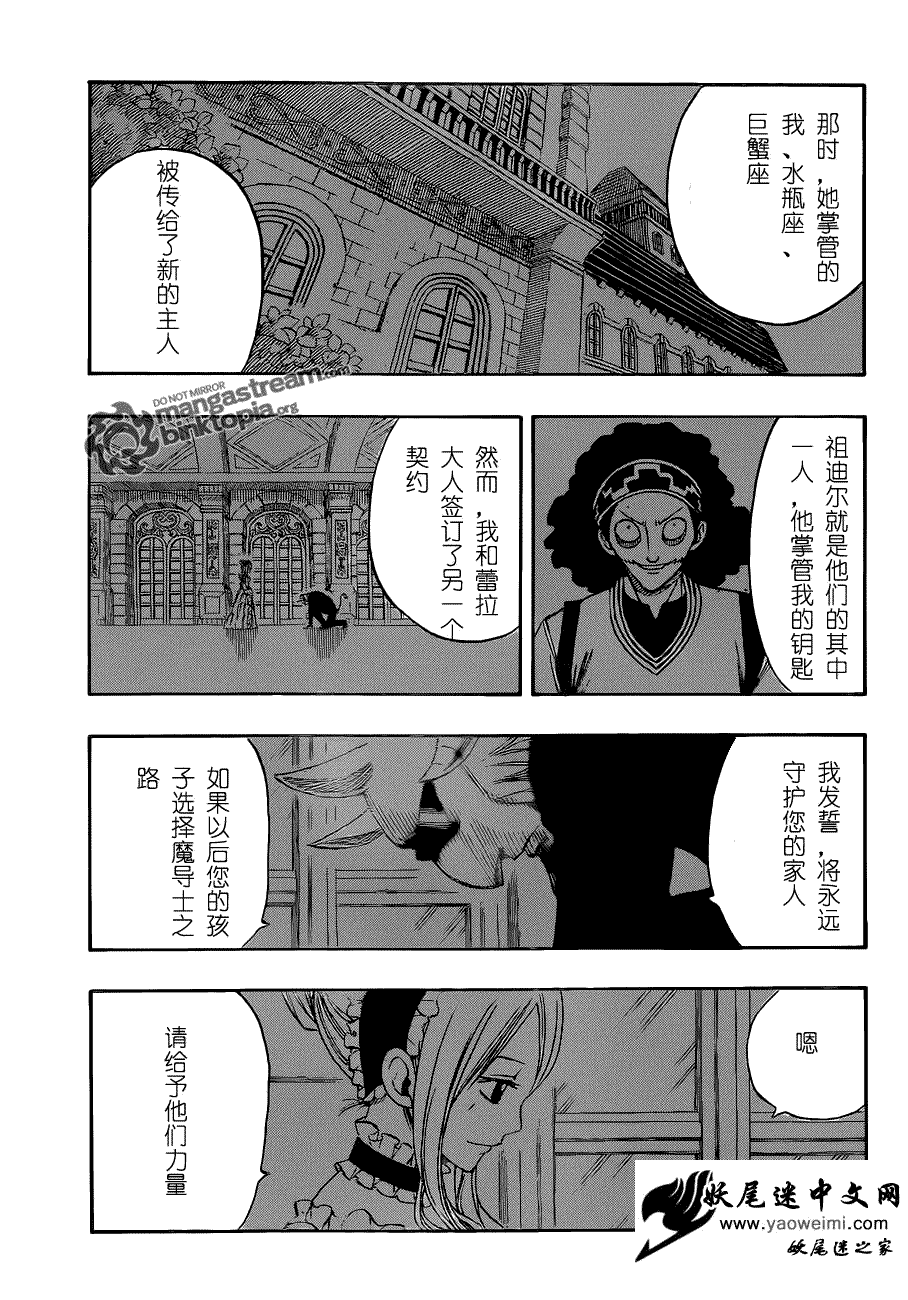 那时，她掌管的
我、水瓶座、
巨蟹座
被传给了新的主人
DO NOT MIRROR
mangastream.com
binktopia.org
祖迪尔就是他们的其中
一人，他掌管我的钥匙
然而，我和蕾拉
大人签订了另一个
契约
我发誓，将永远
守护您的家人
如果以后您的孩
子选择魔导士之
路
嗯
请给予他们力量
妖尾迷中文网
www.yaoweimi.com
妖尾迷之家